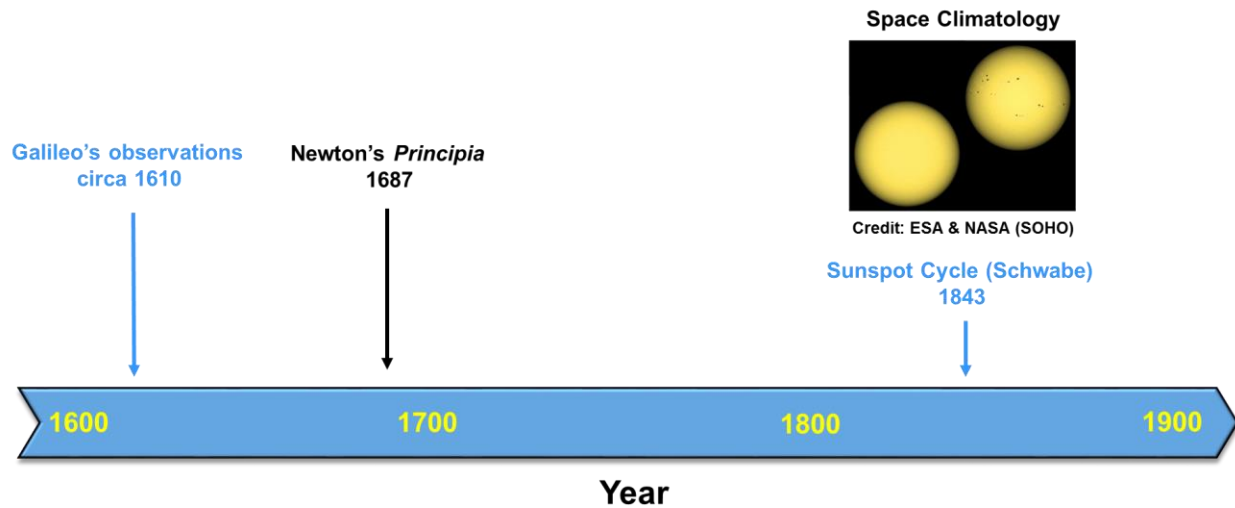 Space Climatology
Galileo’s observations
circa 1610
Newton’s Principia
1687
Credit: ESA & NASA (SOHO)
Sunspot Cycle (Schwabe)
1843
1600 1700 1800 1900
Year